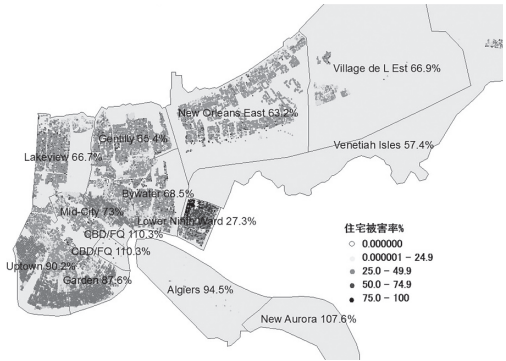 Village de L Est 66.9%
New Orleans East 63.2%
Gentilly 65.4%
Venetiah Isles 57.4%
Lakeview 66.7%
Bywater 68.5%
Mid-City 73%
Lower Ninth Ward 27.3%
CBD/FQ 110.3%
CBD/FQ 110.3%
Uptown 90.2%
Garden 87.6%
Algiers 94.5%
New Aurora 107.6%
住宅被害率%
0.000000
0.000001 - 24.9
25.0 - 49.9
50.0 - 74.9
75.0 - 100